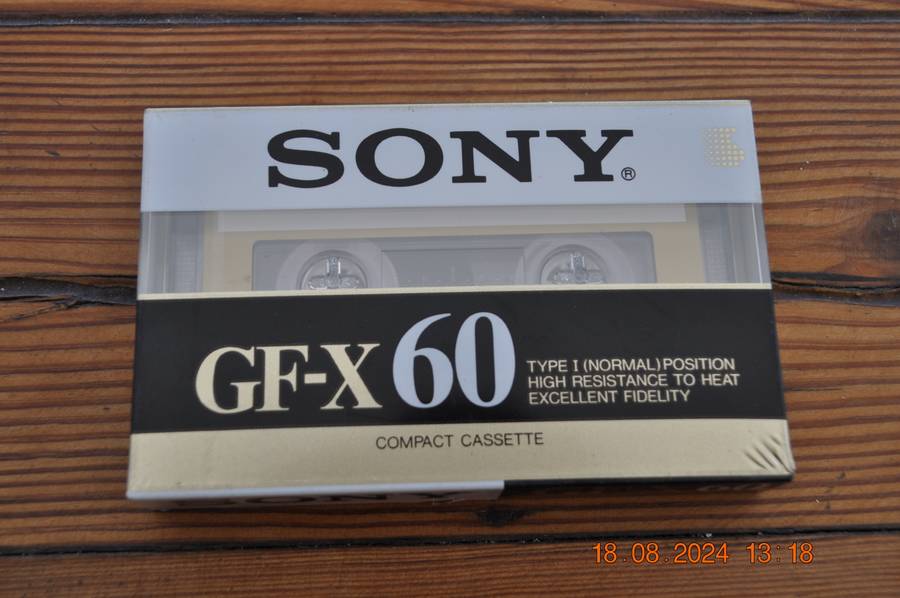 SONY®
GF-X 60
TYPE I (NORMAL) POSITION
HIGH RESISTANCE TO HEAT
EXCELLENT FIDELITY
COMPACT CASSETTE
SONY
18.08.2024 13:18